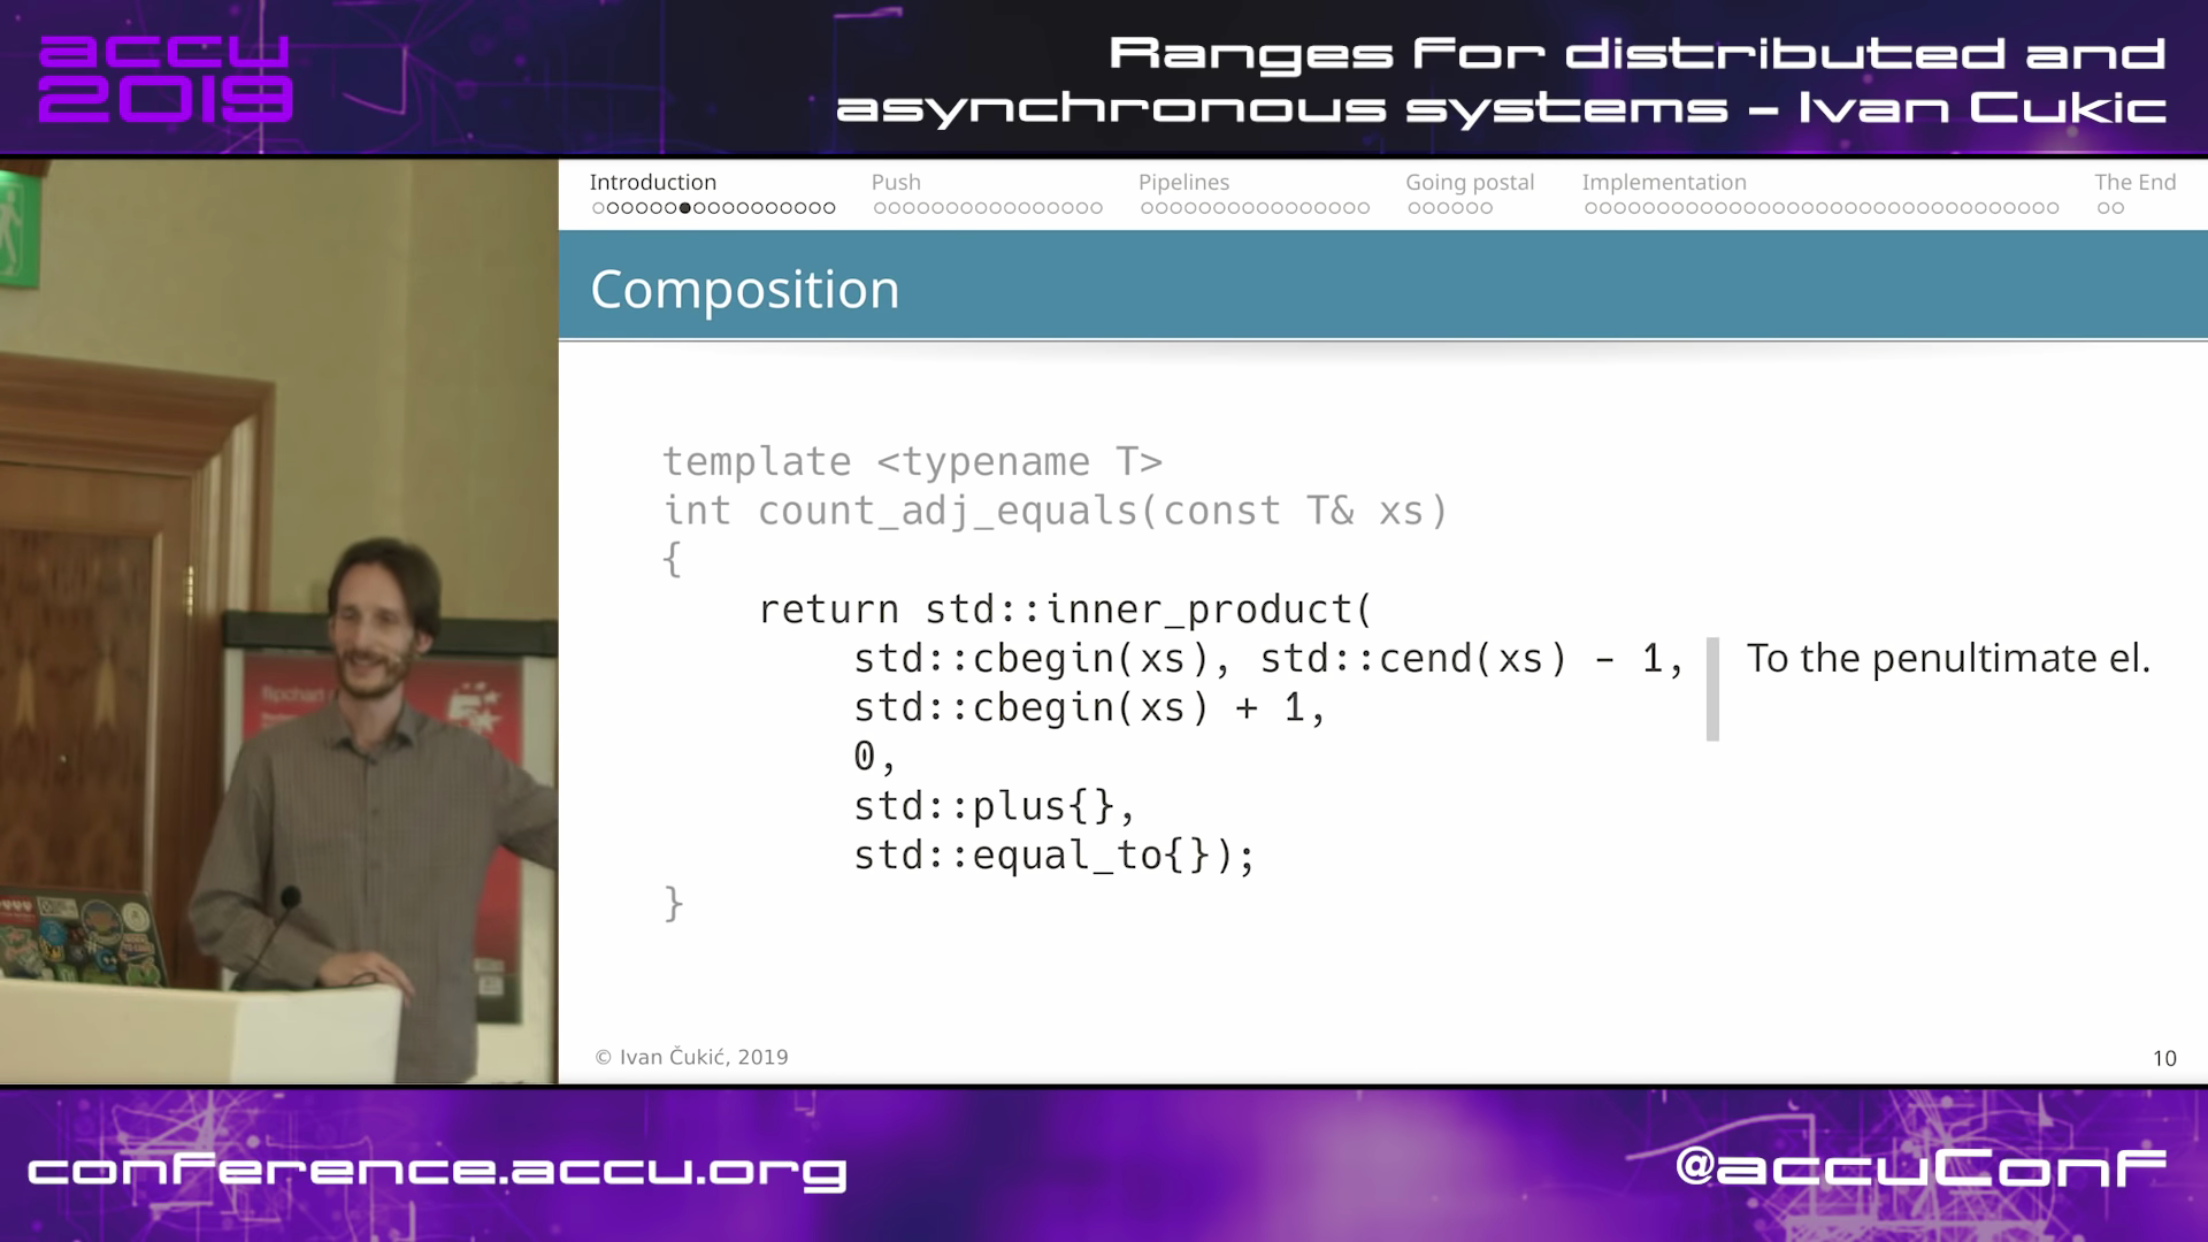 accu
2019
Ranges for distributed and
asynchronous systems - Ivan Cukic
Introduction Push Pipelines Going postal Implementation The End
Composition
template <typename T>
int count_adj_equals(const T& xs)
{
return std::inner_product(
std::cbegin(xs), std::cend(xs) - 1, To the penultimate el.
std::cbegin(xs) + 1,
0,
std::plus{},
std::equal_to{});
}
flipchart
5
© Ivan Čukić, 2019
10
conference.accu.org
@accuConf